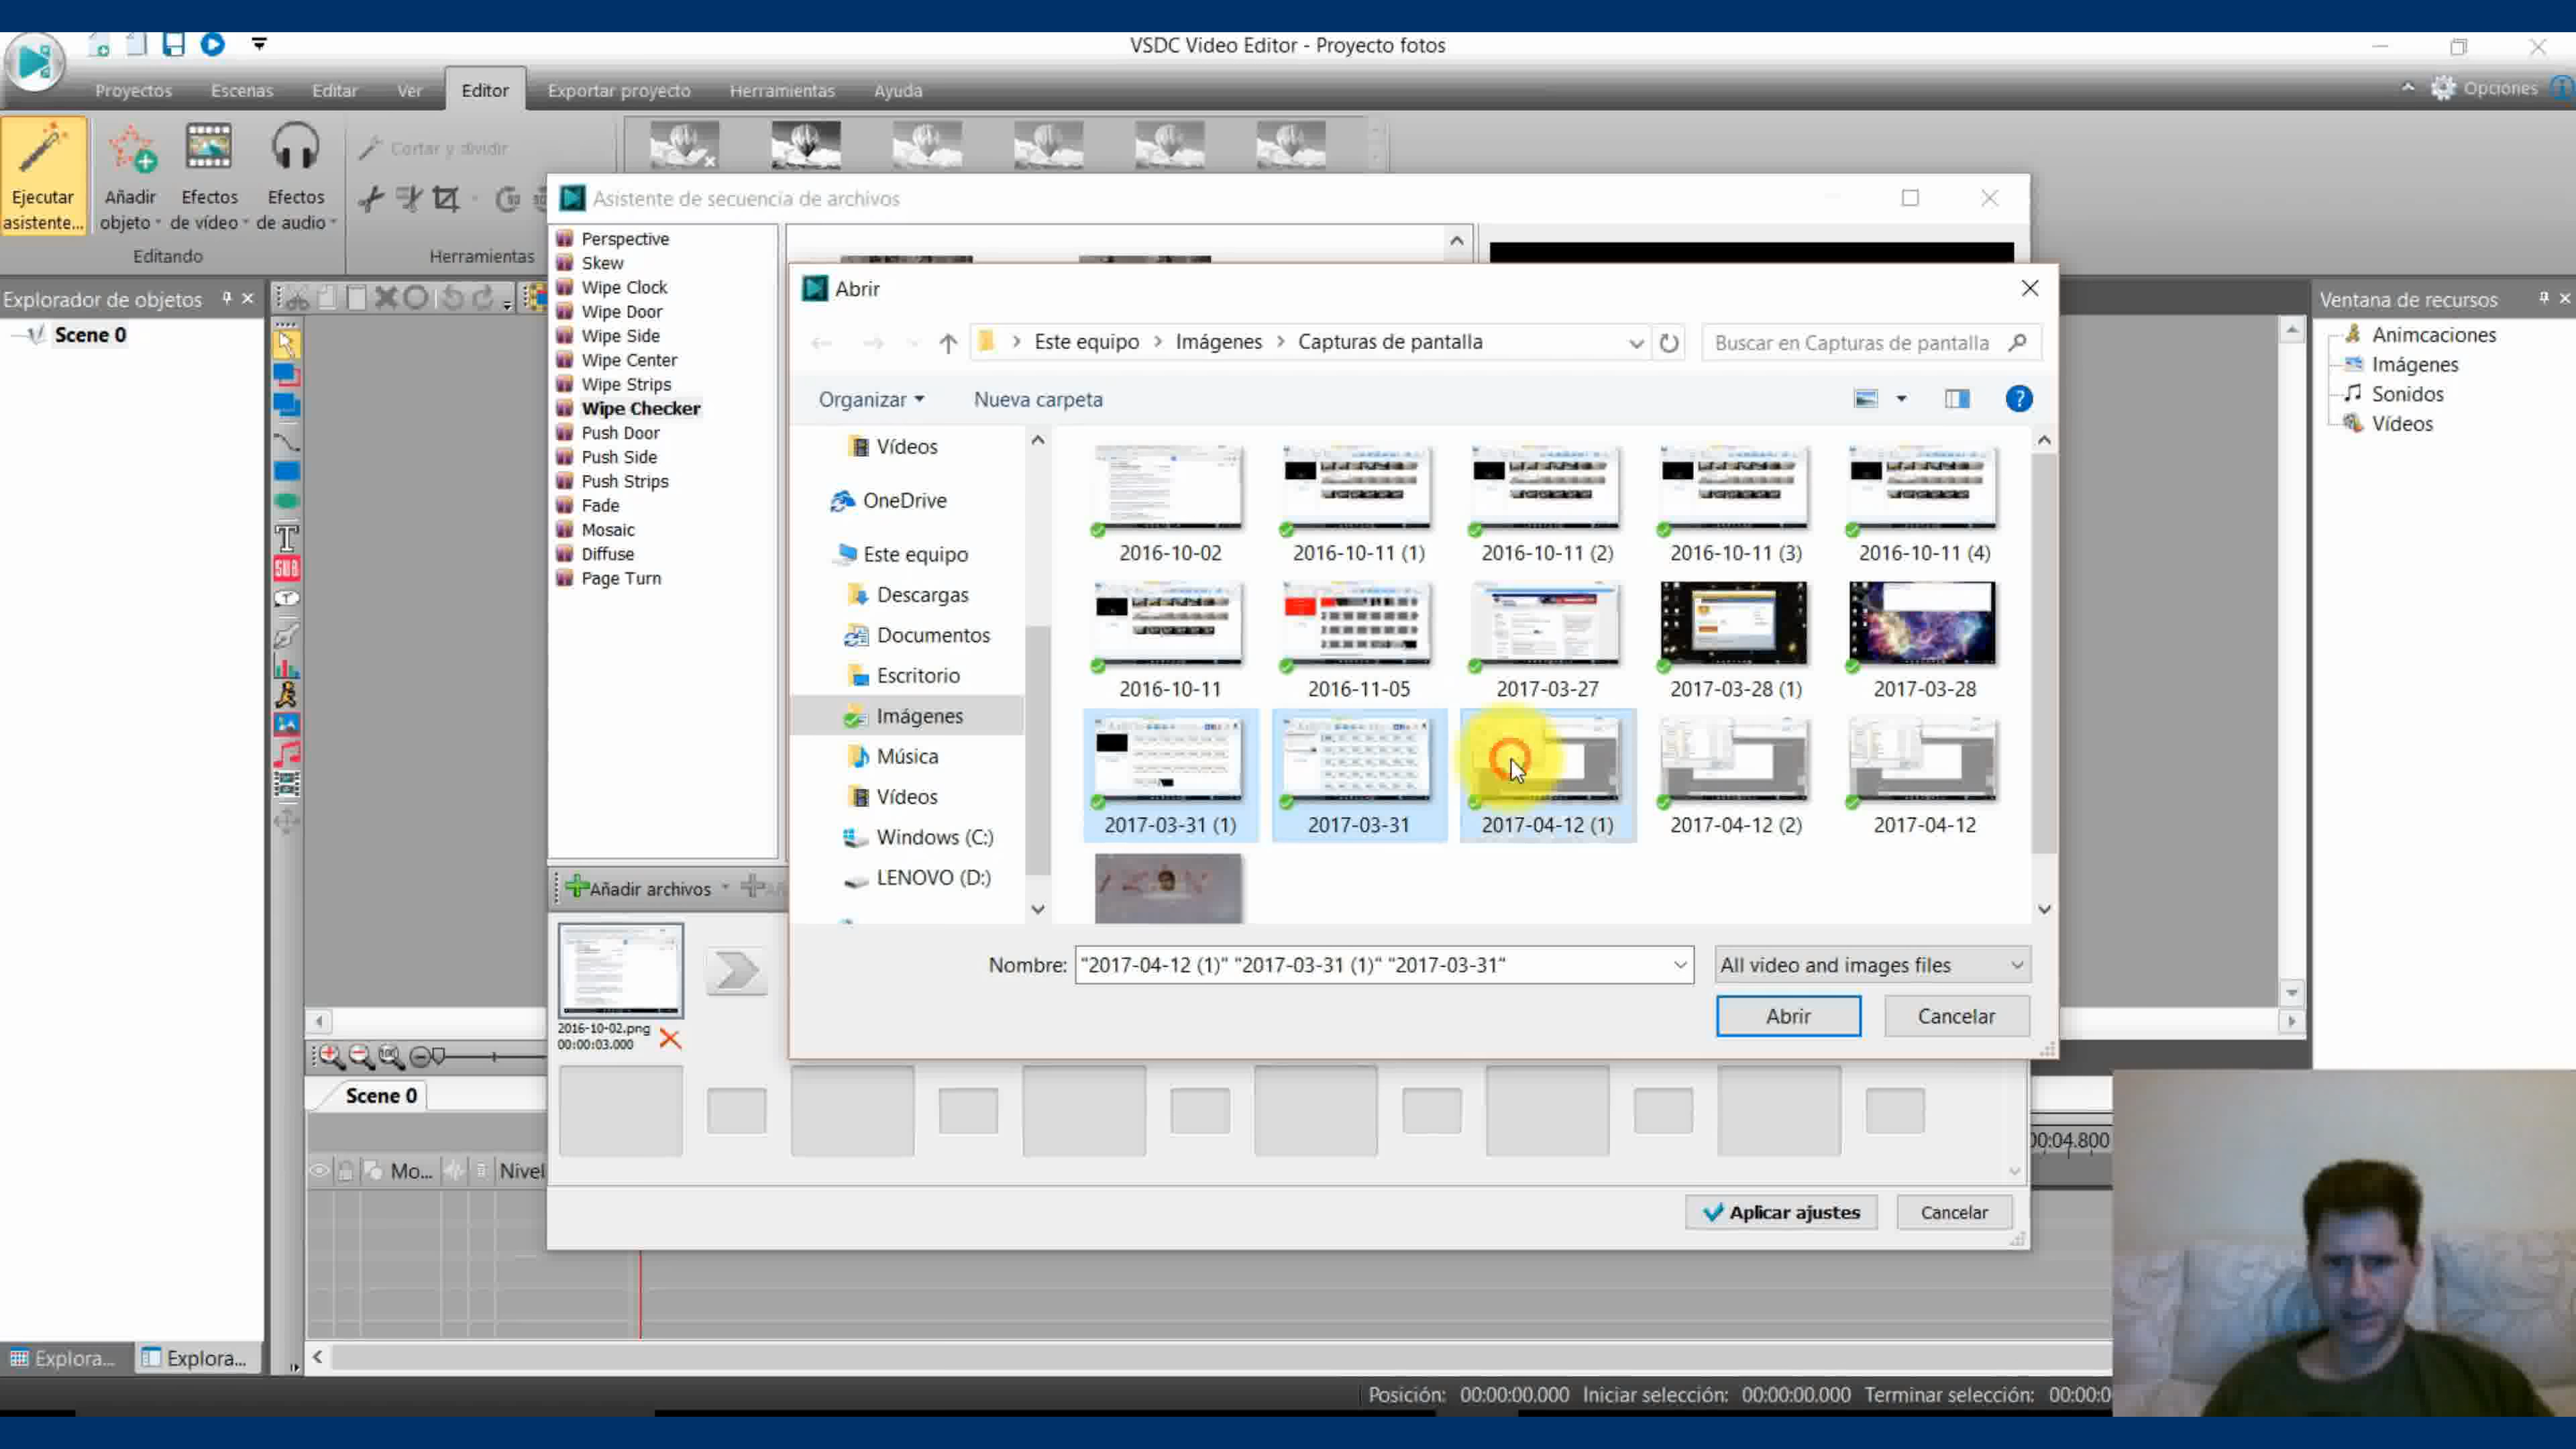 VSDC Video Editor - Proyecto fotos
Proyectos Escenas Editar Ver Editor Exportar proyecto Herramientas Ayuda
Opciones
Cortar y dividir
Ejecutar asistente...
Añadir objeto
Efectos de vídeo
Efectos de audio
Editando
Herramientas
Asistente de secuencia de archivos
Explorador de objetos
Scene 0
Perspective
Skew
Wipe Clock
Wipe Door
Wipe Side
Wipe Center
Wipe Strips
Wipe Checker
Push Door
Push Side
Push Strips
Fade
Mosaic
Diffuse
Page Turn
Abrir
Este equipo > Imágenes > Capturas de pantalla
Buscar en Capturas de pantalla
Organizar
Nueva carpeta
Vídeos
OneDrive
Este equipo
Descargas
Documentos
Escritorio
Imágenes
Música
Vídeos
Windows (C:)
LENOVO (D:)
2016-10-02
2016-10-11 (1)
2016-10-11 (2)
2016-10-11 (3)
2016-10-11 (4)
2016-10-11
2016-11-05
2017-03-27
2017-03-28 (1)
2017-03-28
2017-03-31 (1)
2017-03-31
2017-04-12 (1)
2017-04-12 (2)
2017-04-12
Nombre: "2017-04-12 (1)" "2017-03-31 (1)" "2017-03-31"
All video and images files
Abrir
Cancelar
Ventana de recursos
Animcaciones
Imágenes
Sonidos
Vídeos
T
SUB
Añadir archivos
2016-10-02.png
00:00:03.000
Aplicar ajustes
Cancelar
Scene 0
00:04.800
Mo...
Nivel
Explora...
Explora...
Posición: 00:00:00.000 Iniciar selección: 00:00:00.000 Terminar selección: 00:00:0